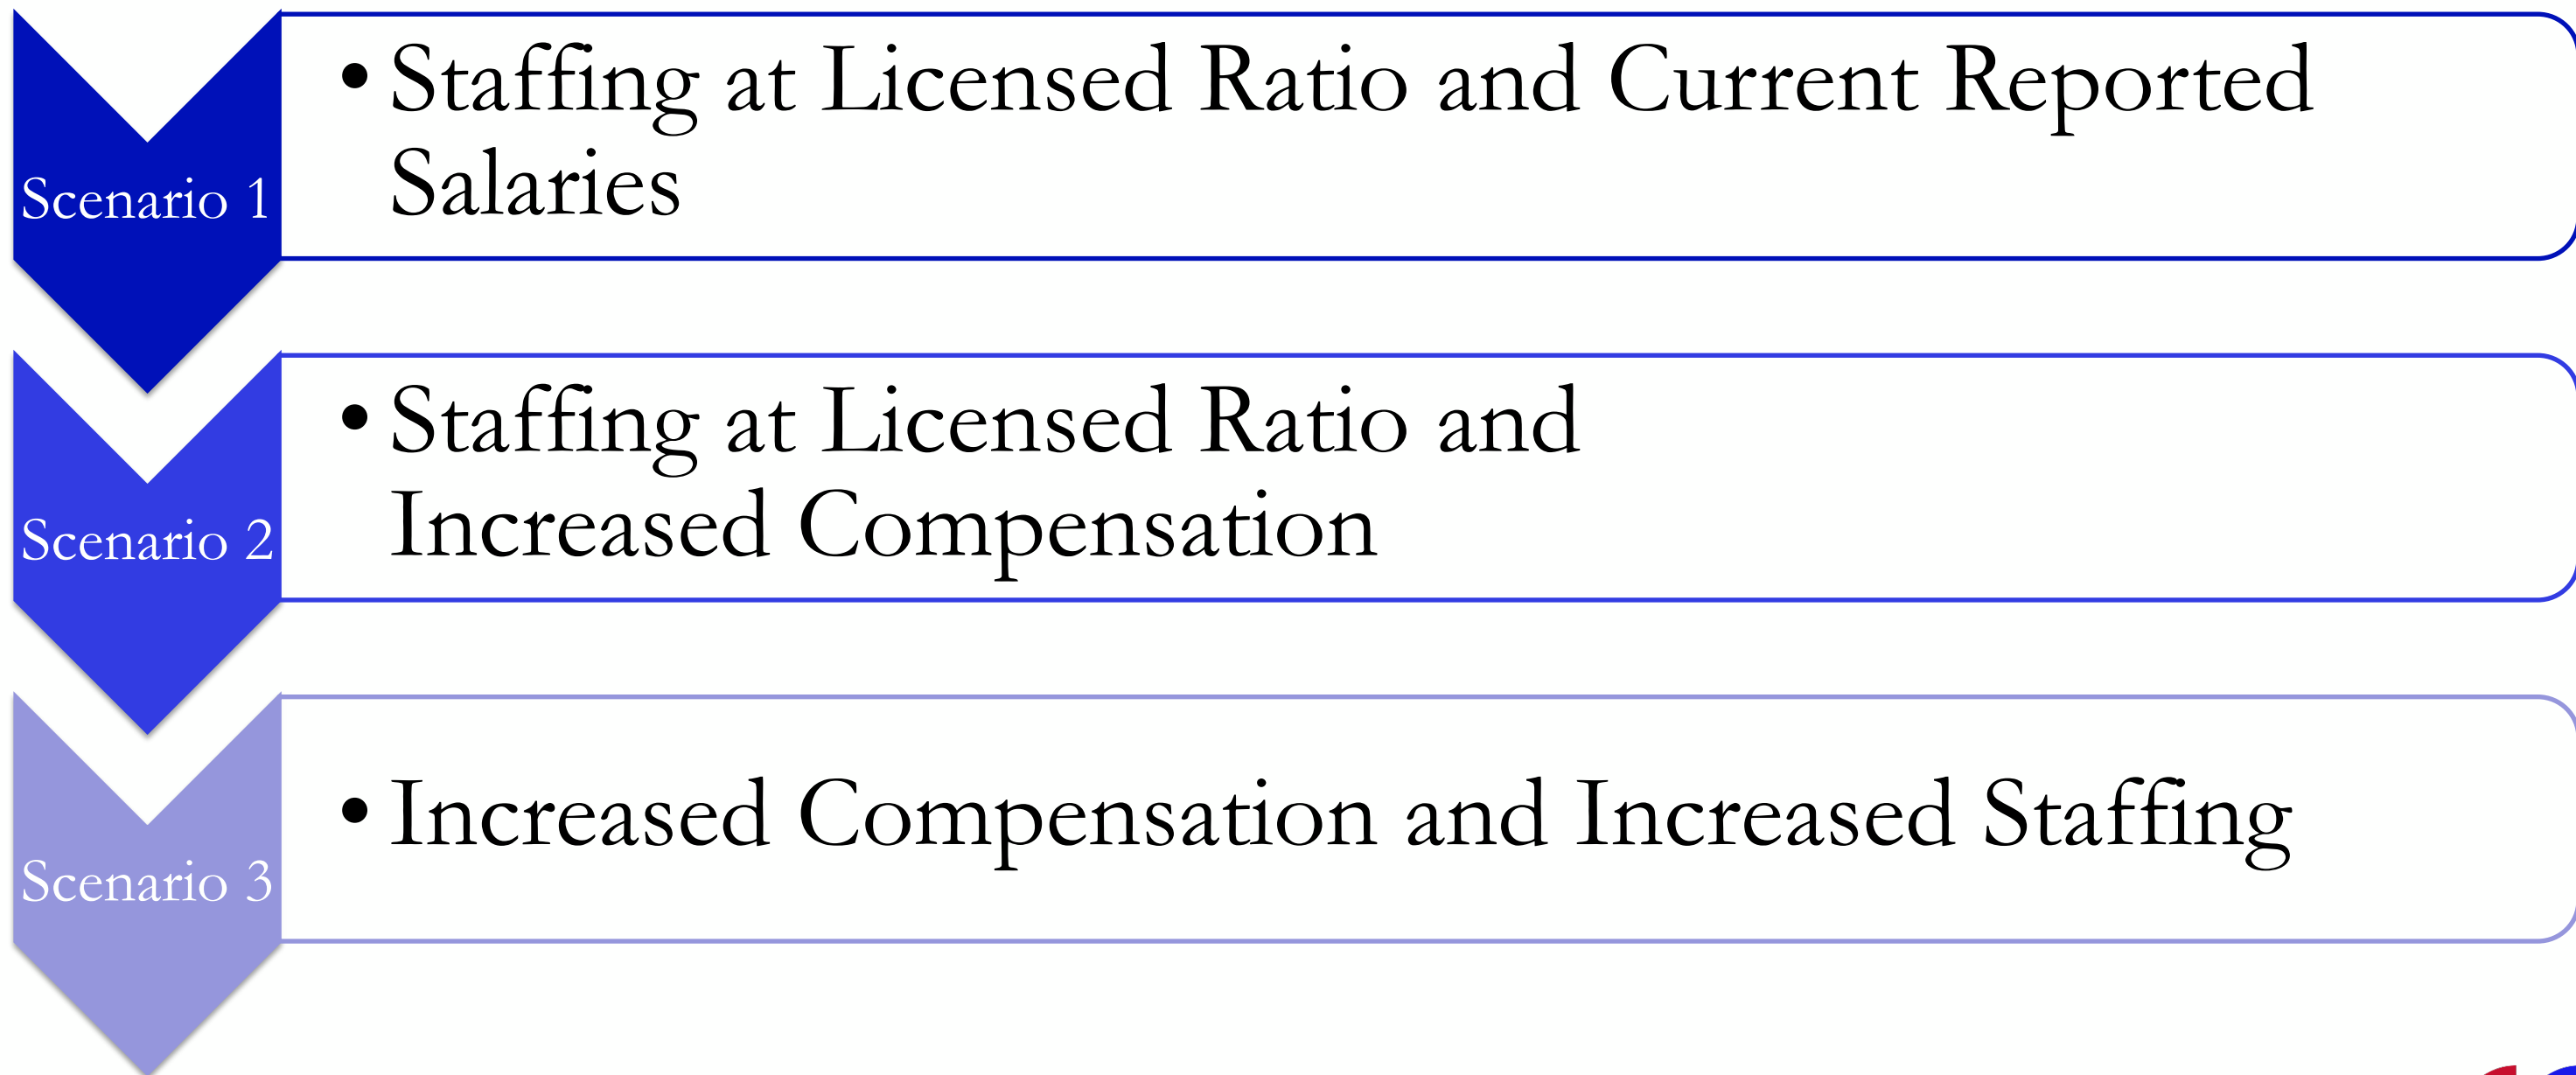 Scenario 1
• Staffing at Licensed Ratio and Current Reported
Salaries
Scenario 2
• Staffing at Licensed Ratio and
Increased Compensation
Scenario 3
• Increased Compensation and Increased Staffing